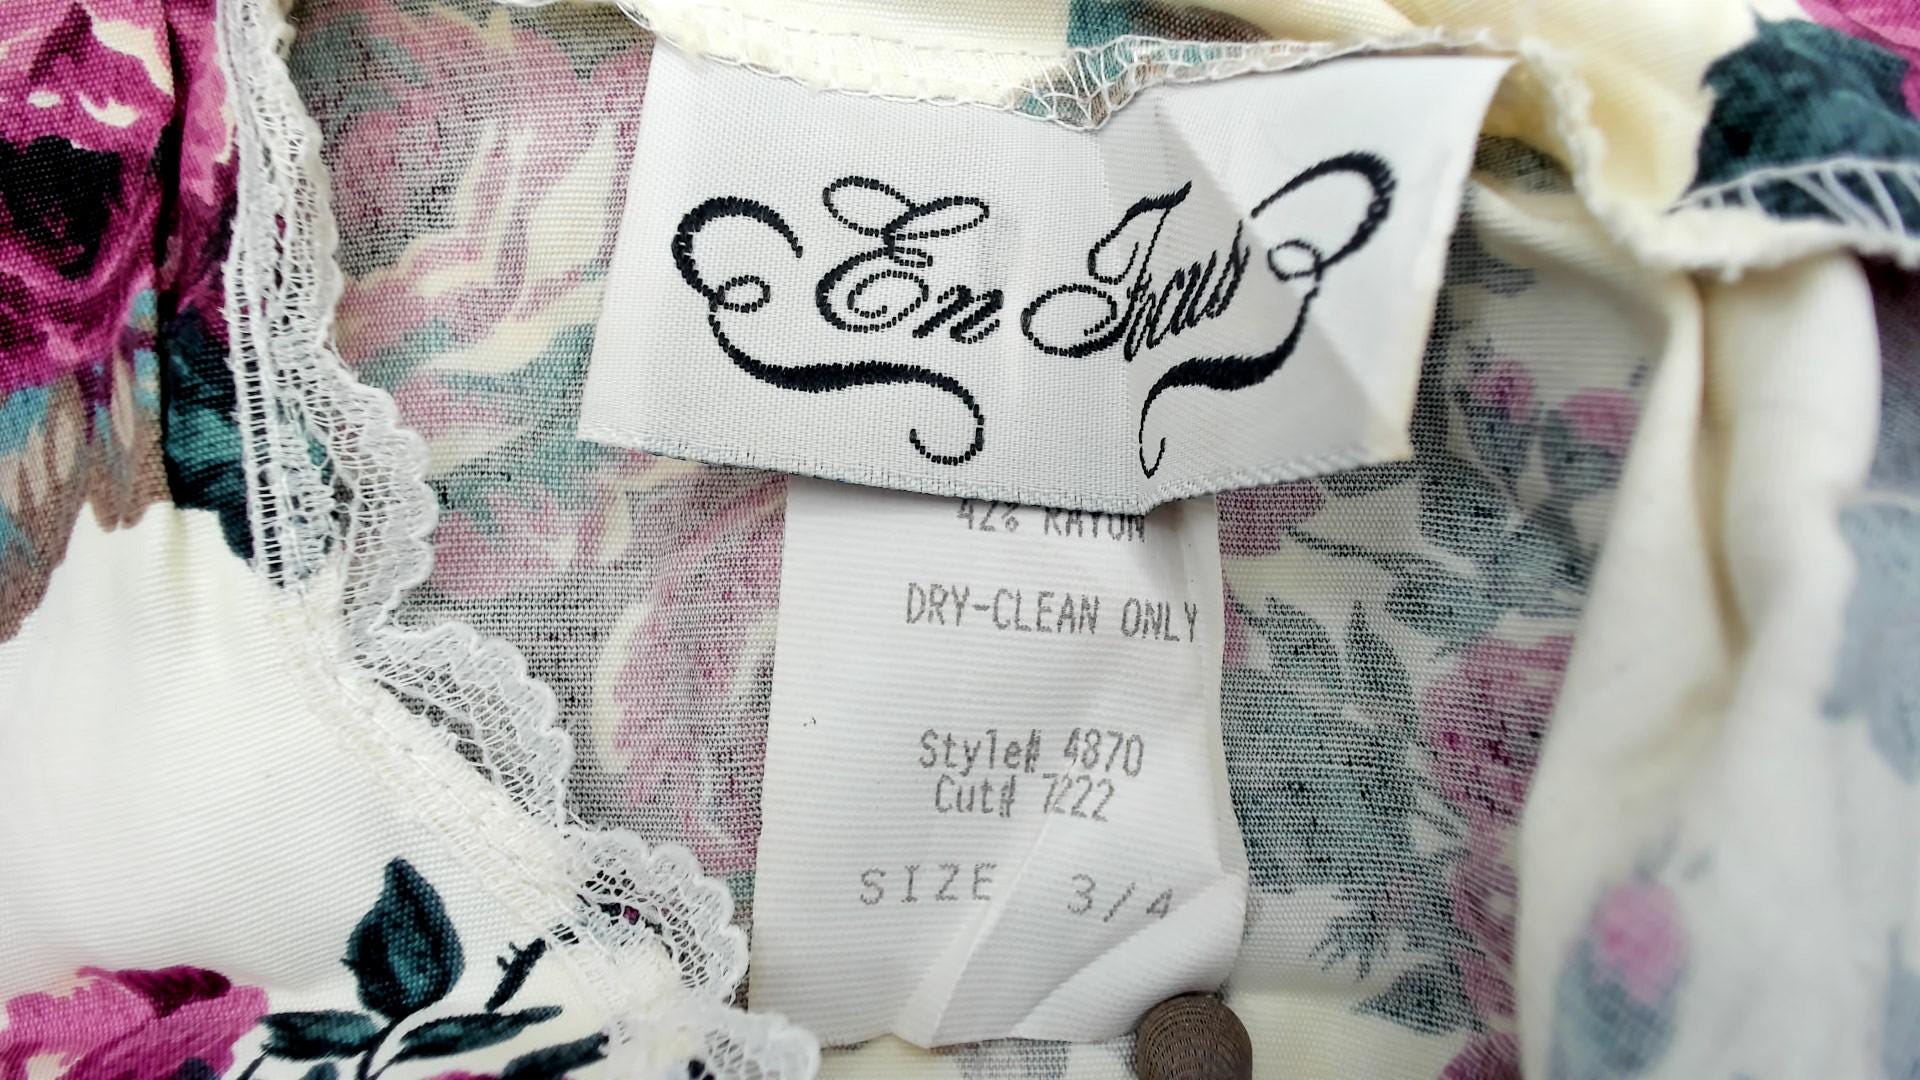 En Focus
42% RAYON
DRY-CLEAN ONLY
Style# 4870
Cut# 7222
SIZE 3/4